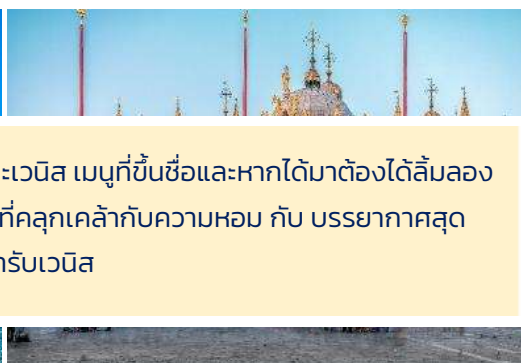 ะเวนิส เมนูที่ขึ้นชื่อและหากได้มาต้องได้ลิ้มลอง
ที่คลุกเคล้ากับความหอม กับ บรรยากาศสุด
รับเวนิส